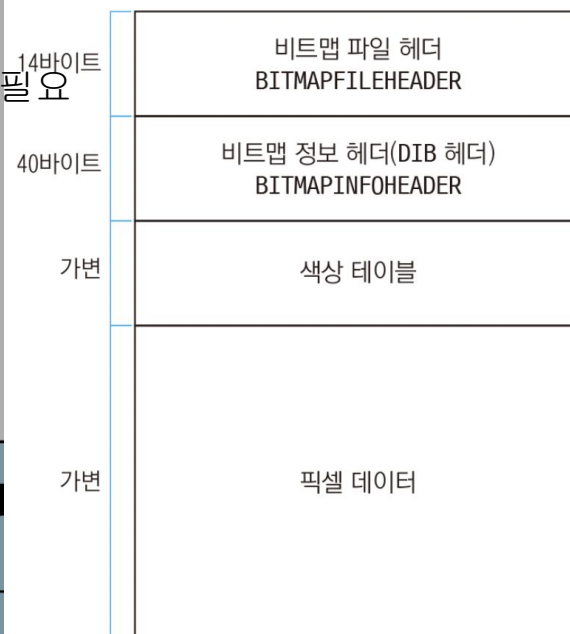 14바이트
필요
비트맵 파일 헤더
BITMAPFILEHEADER
40바이트
비트맵 정보 헤더(DIB 헤더)
BITMAPINFOHEADER
가변
색상 테이블
가변
픽셀 데이터